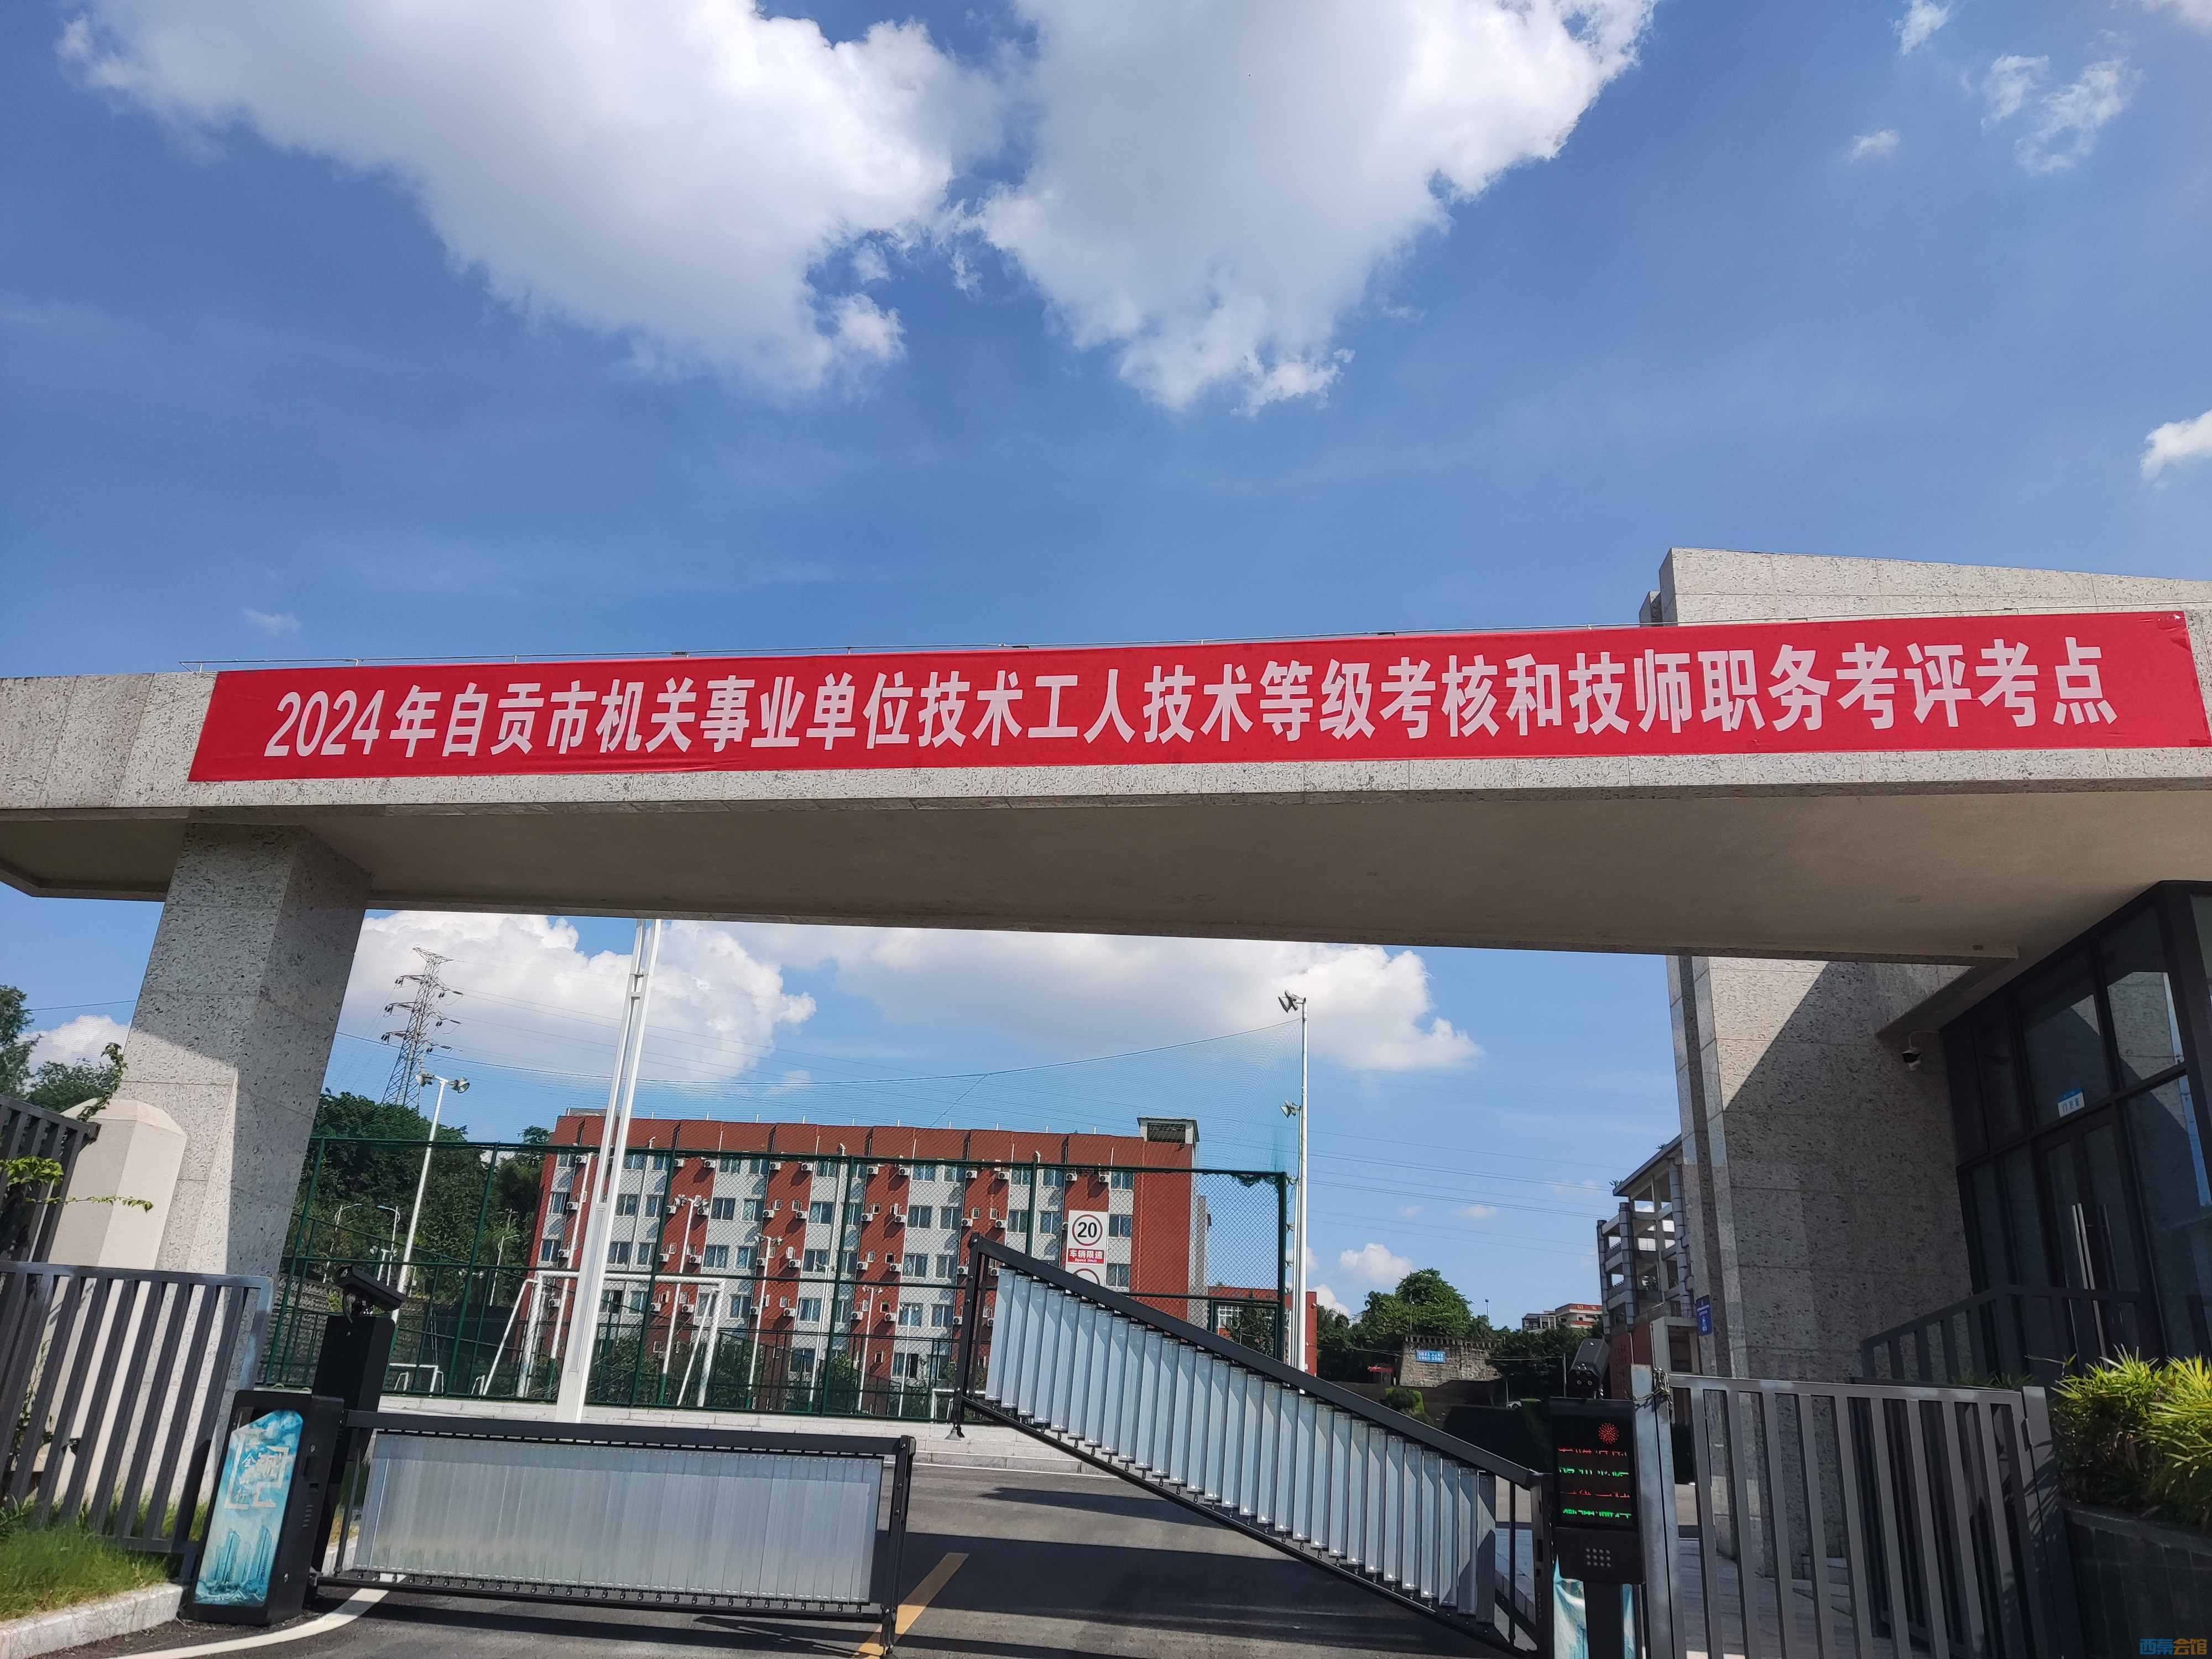 2024年自贡市机关事业单位技术工人技术等级考核和技师职务考评考点
20
车辆限速
西秦会馆